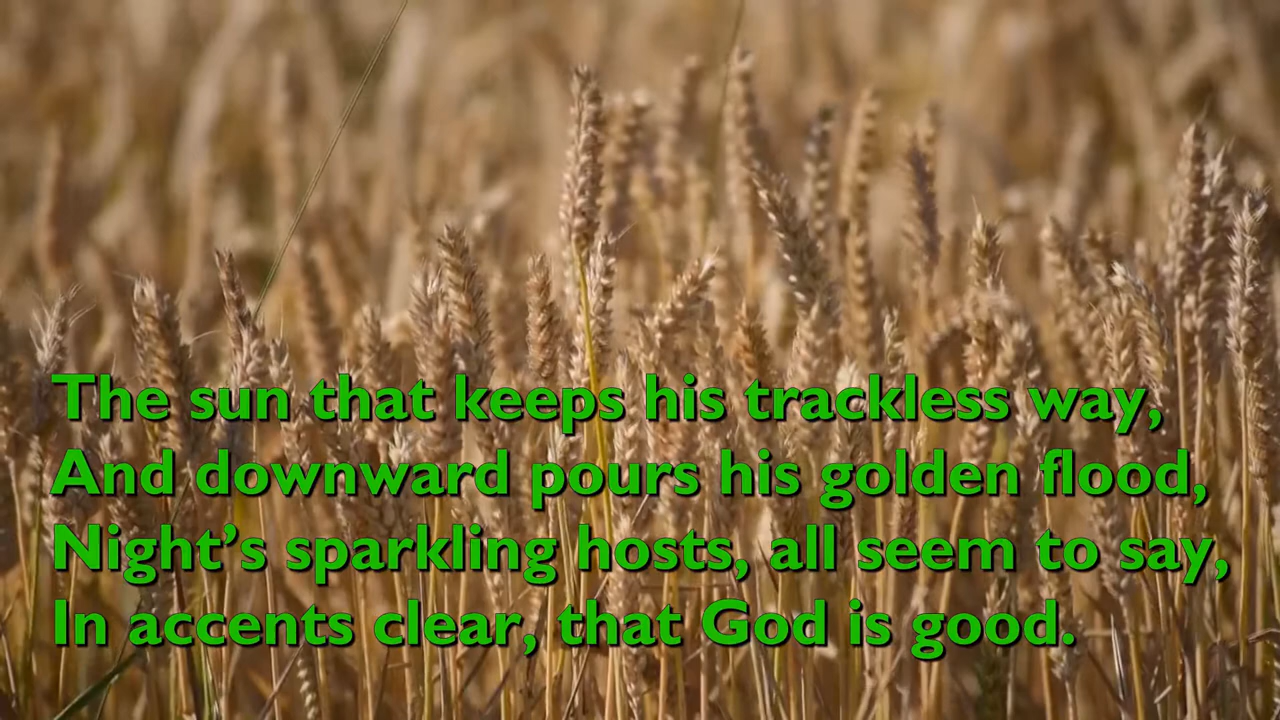 The sun that keeps his trackless way,
And downward pours his golden flood,
Night’s sparkling hosts, all seem to say,
In accents clear, that God is good.